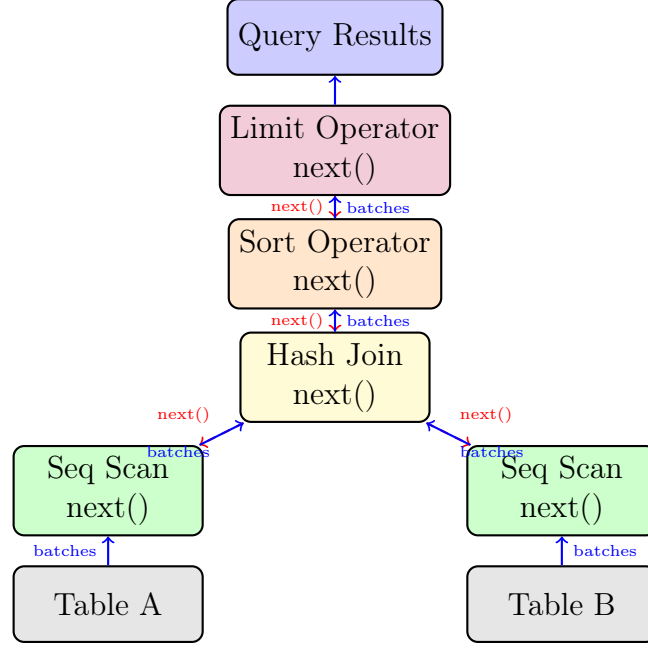 Query Results
Limit Operator
next()
next() batches
Sort Operator
next()
next() batches
Hash Join
next()
next() next()
batches batches
Seq Scan Seq Scan
next() next()
batches batches
Table A Table B